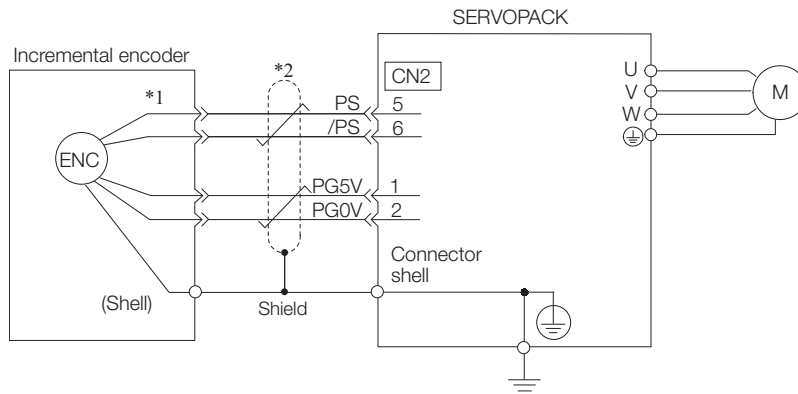 SERVOPACK
Incremental encoder
*1
*2
CN2
PS 5
/PS 6
ENC
PG5V 1
PG0V 2
U
V
W
M
Connector
shell
(Shell)
Shield